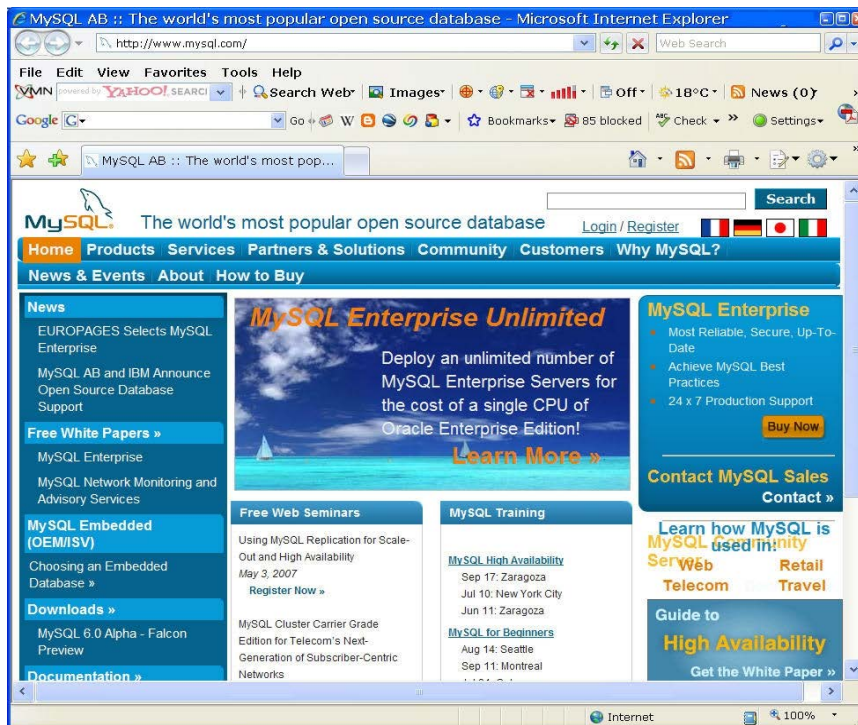 MySQL AB :: The world's most popular open source database - Microsoft Internet Explorer
http://www.mysql.com/
Web Search
File Edit View Favorites Tools Help
VMN powered by YAHOO! SEARCH Search Web Images Off 18°C News (0)
Google G Go W Bookmarks 85 blocked Check » Settings
MySQL AB :: The world's most pop...
Search
MySQL The world's most popular open source database
Login / Register
Home Products Services Partners & Solutions Community Customers Why MySQL?
News & Events About How to Buy
News
EUROPAGES Selects MySQL
Enterprise
MySQL AB and IBM Announce
Open Source Database
Support
Free White Papers »
MySQL Enterprise
MySQL Network Monitoring and
Advisory Services
MySQL Embedded
(OEM/ISV)
Choosing an Embedded
Database »
Downloads »
MySQL 6.0 Alpha - Falcon
Preview
Documentation »
MySQL Enterprise Unlimited
Deploy an unlimited number of
MySQL Enterprise Servers for
the cost of a single CPU of
Oracle Enterprise Edition!
Learn More »
Free Web Seminars
Using MySQL Replication for Scale-
Out and High Availability
May 3, 2007
Register Now »
MySQL Cluster Carrier Grade
Edition for Telecom's Next-
Generation of Subscriber-Centric
Networks
MySQL Training
MySQL High Availability
Sep 17: Zaragoza
Jul 10: New York City
Jun 11: Zaragoza
MySQL for Beginners
Aug 14: Seattle
Sep 11: Montreal
MySQL Enterprise
Most Reliable, Secure, Up-To-
Date
Achieve MySQL Best
Practices
24 x 7 Production Support
Buy Now
Contact MySQL Sales
Contact »
Learn how MySQL is
used in:
MySQL Community
Server
Web Retail
Telecom Travel
Guide to
High Availability
Get the White Paper »
Internet 100%